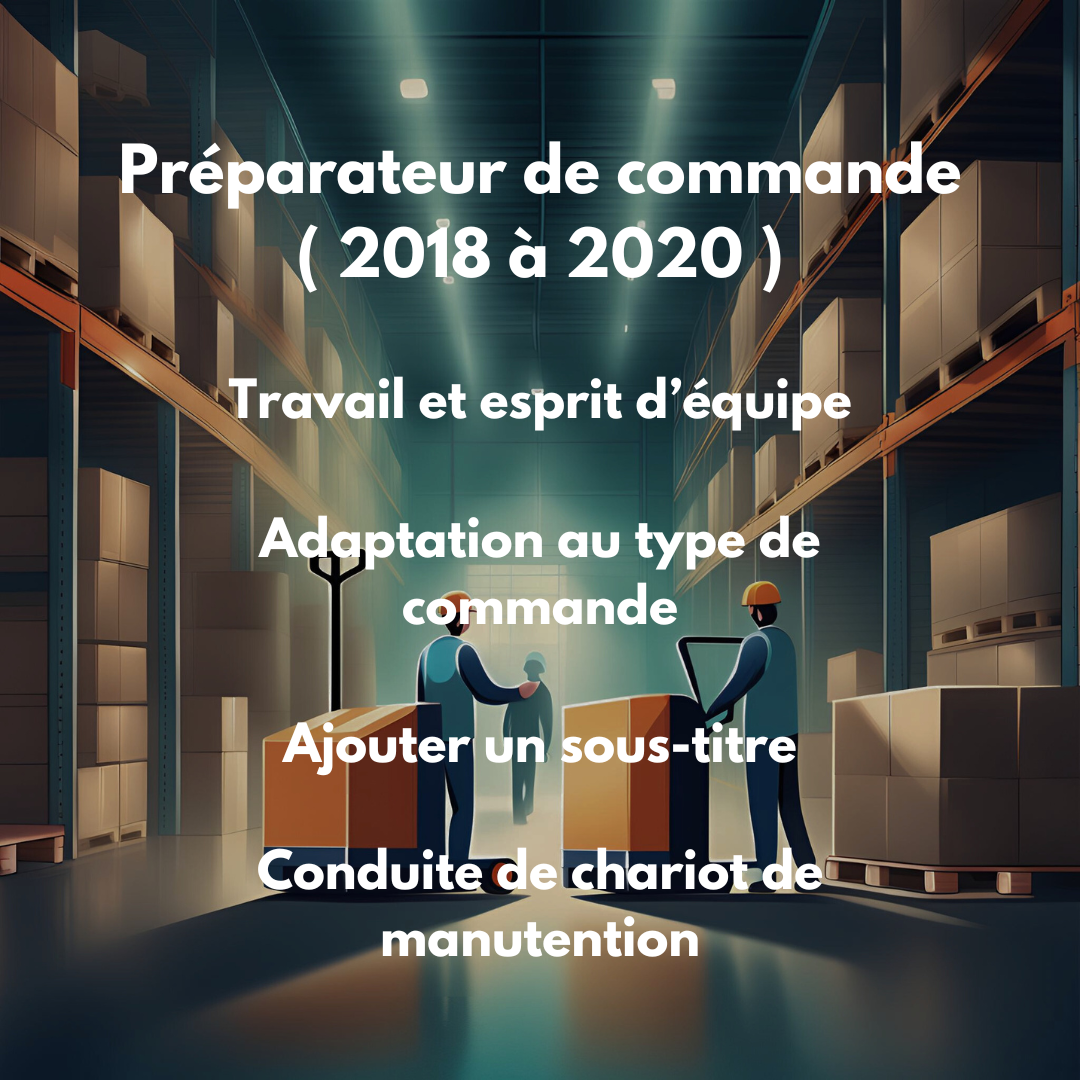 Préparateur de commande
( 2018 à 2020 )
Travail et esprit d’équipe
Adaptation au type de
commande
Ajouter un sous-titre
Conduite de chariot de
manutention